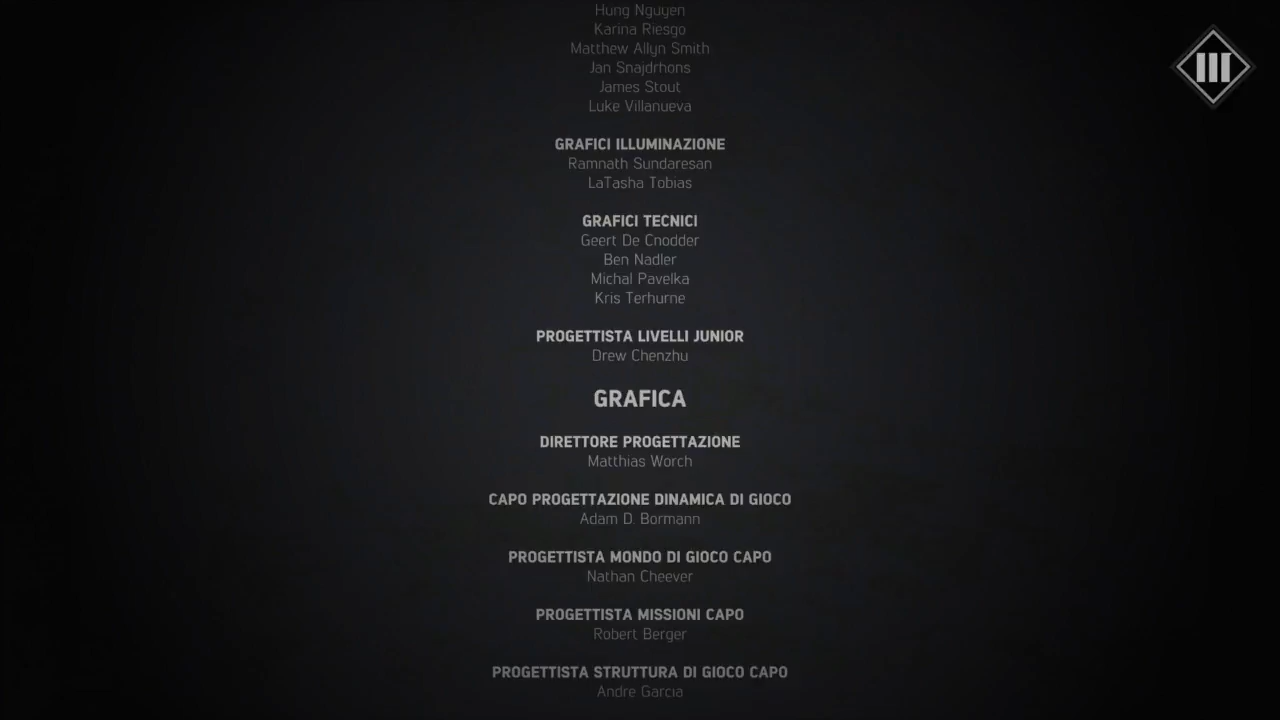 Hung Nguyen
Karina Riesgo
Matthew Allyn Smith
Jan Snajdrhons
James Stout
Luke Villanueva
GRAFICI ILLUMINAZIONE
Ramnath Sundaresan
LaTasha Tobias
GRAFICI TECNICI
Geert De Cnodder
Ben Nadler
Michal Pavelka
Kris Terhurne
PROGETTISTA LIVELLI JUNIOR
Drew Chenzhu
GRAFICA
DIRETTORE PROGETTAZIONE
Matthias Worch
CAPO PROGETTAZIONE DINAMICA DI GIOCO
Adam D. Bormann
PROGETTISTA MONDO DI GIOCO CAPO
Nathan Cheever
PROGETTISTA MISSIONI CAPO
Robert Berger
PROGETTISTA STRUTTURA DI GIOCO CAPO
Andre Garcia